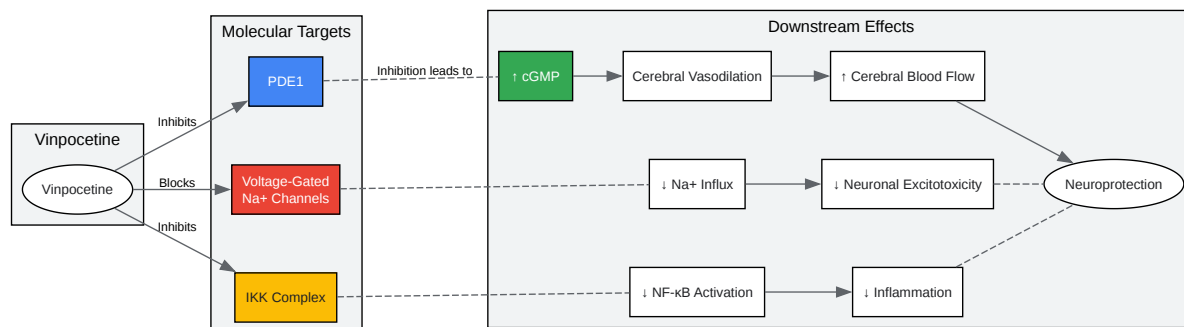 Vinpocetine
Vinpocetine
Inhibits
Blocks
Inhibits
Molecular Targets
PDE1
Voltage-Gated
Na+ Channels
IKK Complex
Inhibition leads to
Downstream Effects
↑ cGMP
Cerebral Vasodilation
↑ Cerebral Blood Flow
↓ Na+ Influx
↓ Neuronal Excitotoxicity
Neuroprotection
↓ NF-κB Activation
↓ Inflammation